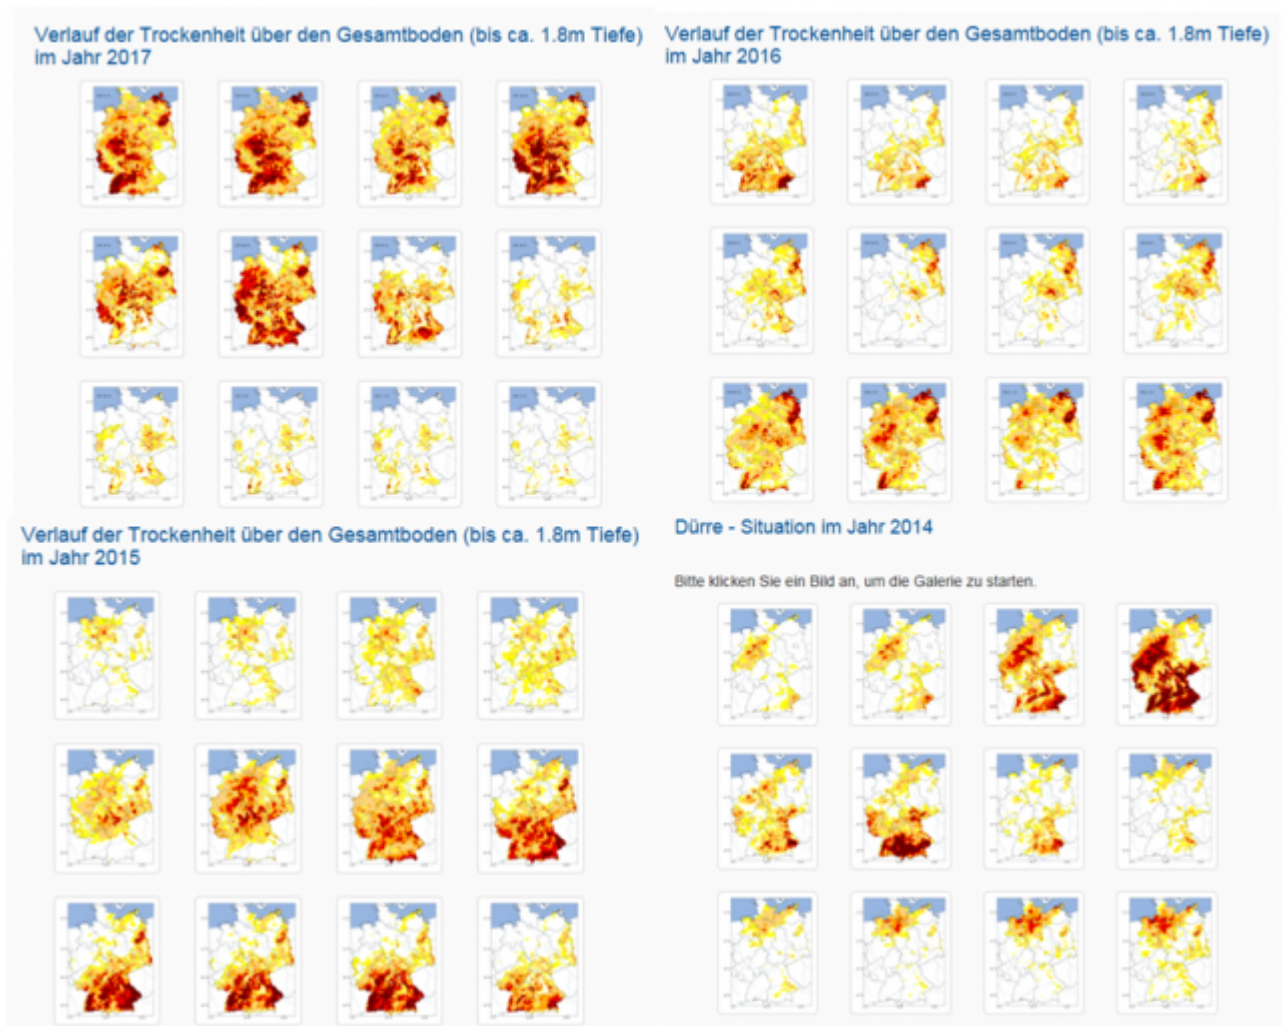 Verlauf der Trockenheit über den Gesamtboden (bis ca. 1.8m Tiefe)
im Jahr 2017
Verlauf der Trockenheit über den Gesamtboden (bis ca. 1.8m Tiefe)
im Jahr 2016
Verlauf der Trockenheit über den Gesamtboden (bis ca. 1.8m Tiefe)
im Jahr 2015
Dürre - Situation im Jahr 2014
Bitte klicken Sie ein Bild an, um die Galerie zu starten.